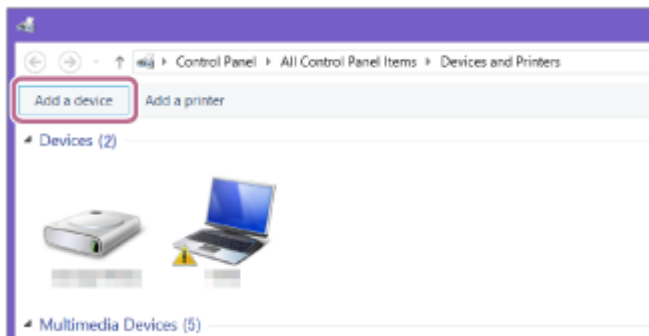 Control Panel All Control Panel Items Devices and Printers
Add a device Add a printer
Devices (2)
Multimedia Devices (5)